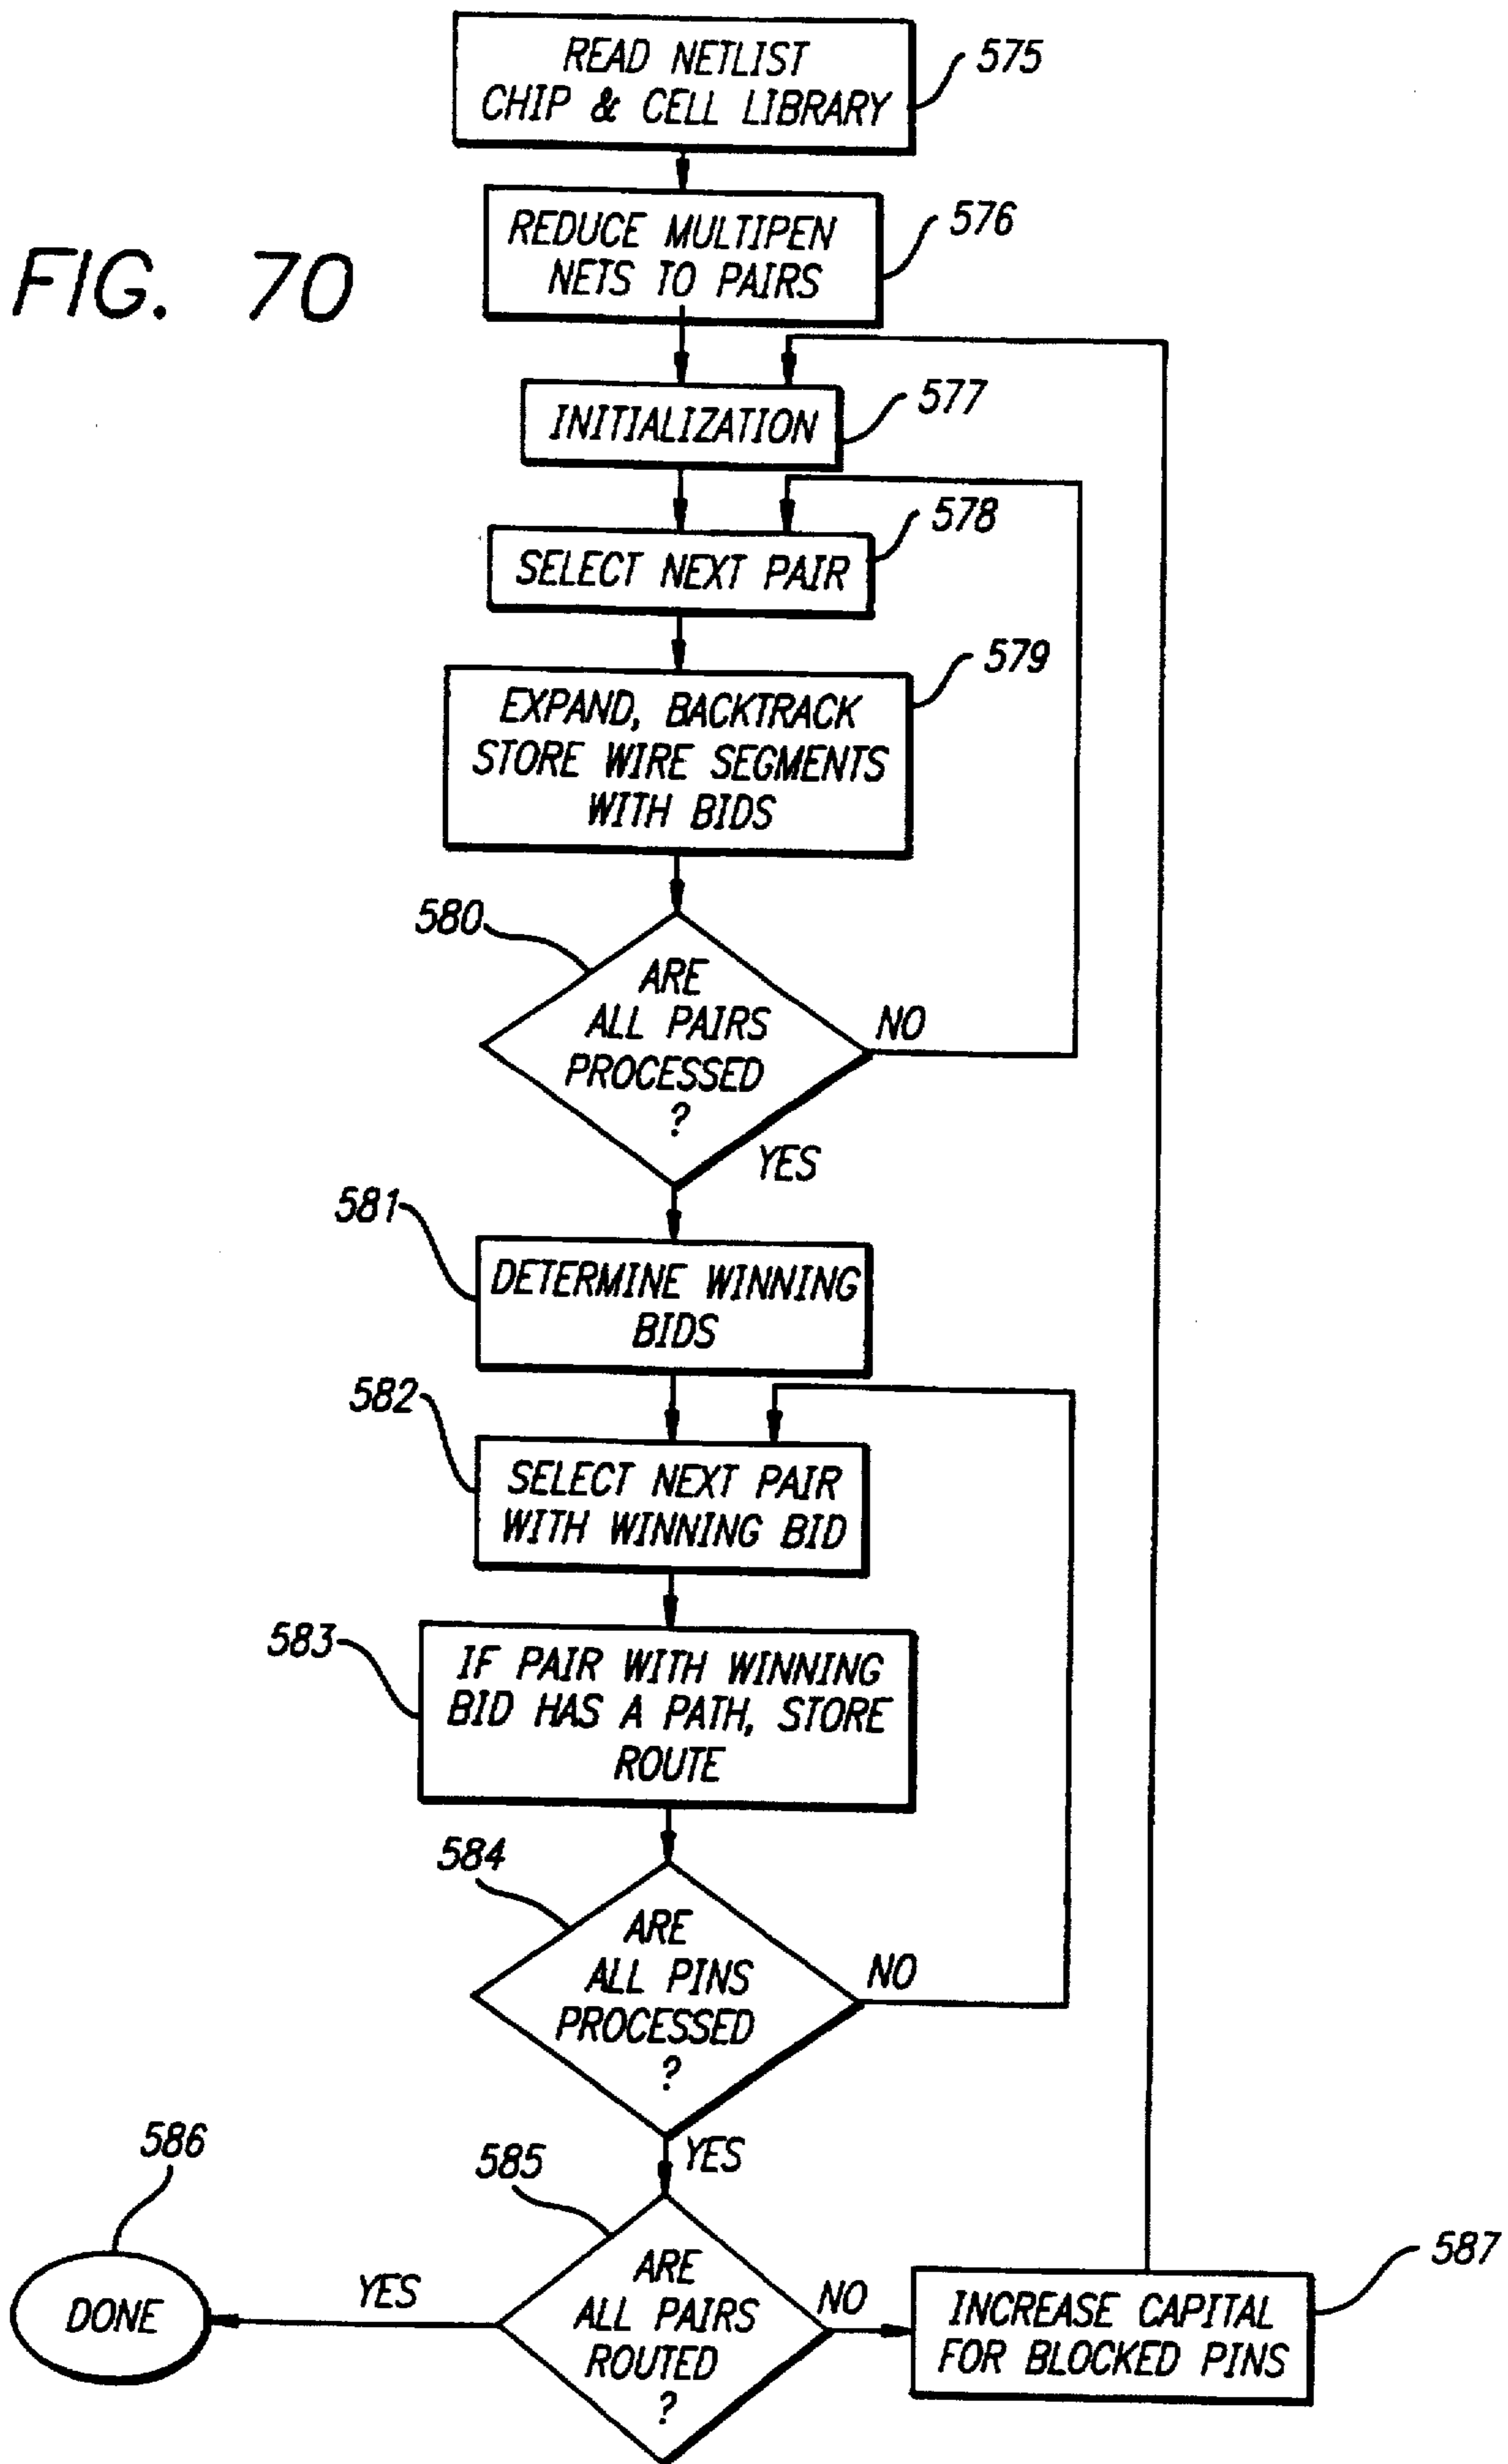 READ NETLIST
CHIP & CELL LIBRARY
575
REDUCE MULTIPEN
NETS TO PAIRS
576
FIG. 70
INITIALIZATION
577
SELECT NEXT PAIR
578
EXPAND, BACKTRACK
STORE WIRE SEGMENTS
WITH BIDS
579
580
ARE
ALL PAIRS
PROCESSED
?
NO
YES
581
DETERMINE WINNING
BIDS
582
SELECT NEXT PAIR
WITH WINNING BID
583
IF PAIR WITH WINNING
BID HAS A PATH, STORE
ROUTE
584
ARE
ALL PINS
PROCESSED
?
NO
YES
585
ARE
ALL PAIRS
ROUTED
?
YES
586
DONE
NO
INCREASE CAPITAL
FOR BLOCKED PINS
587